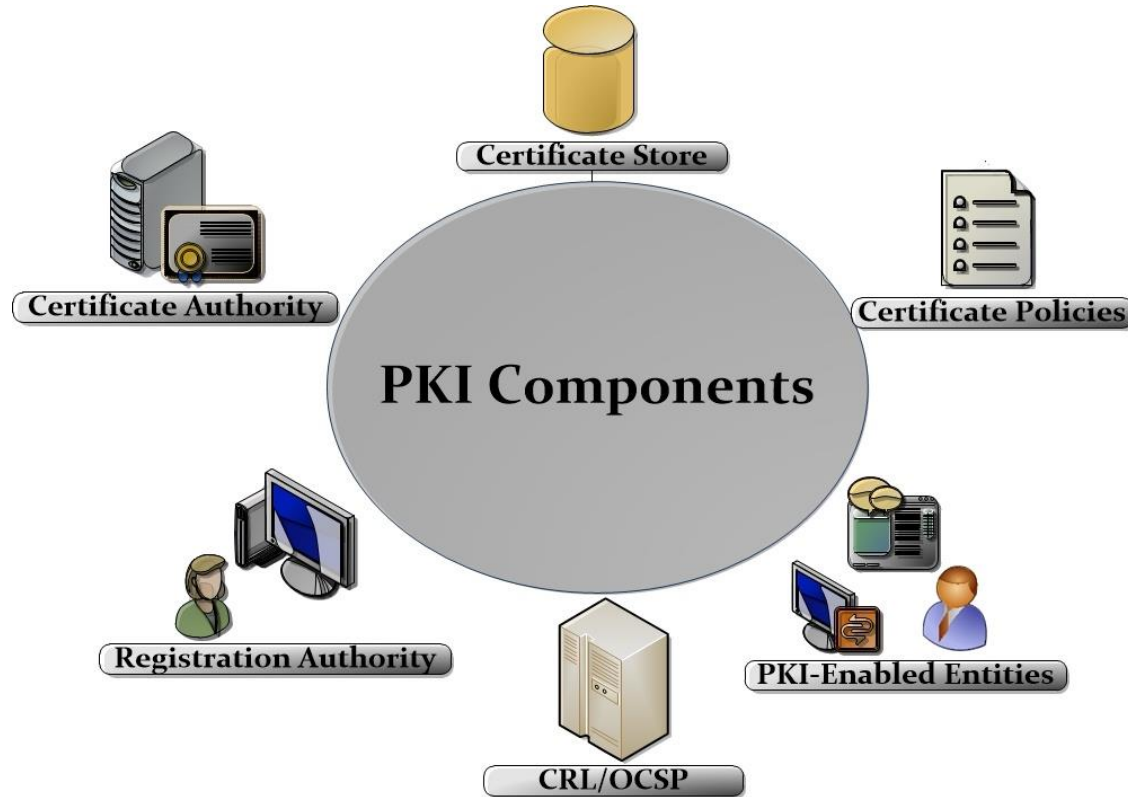 Certificate Store
Certificate Authority
Certificate Policies
PKI Components
Registration Authority
PKI-Enabled Entities
CRL/OCSP